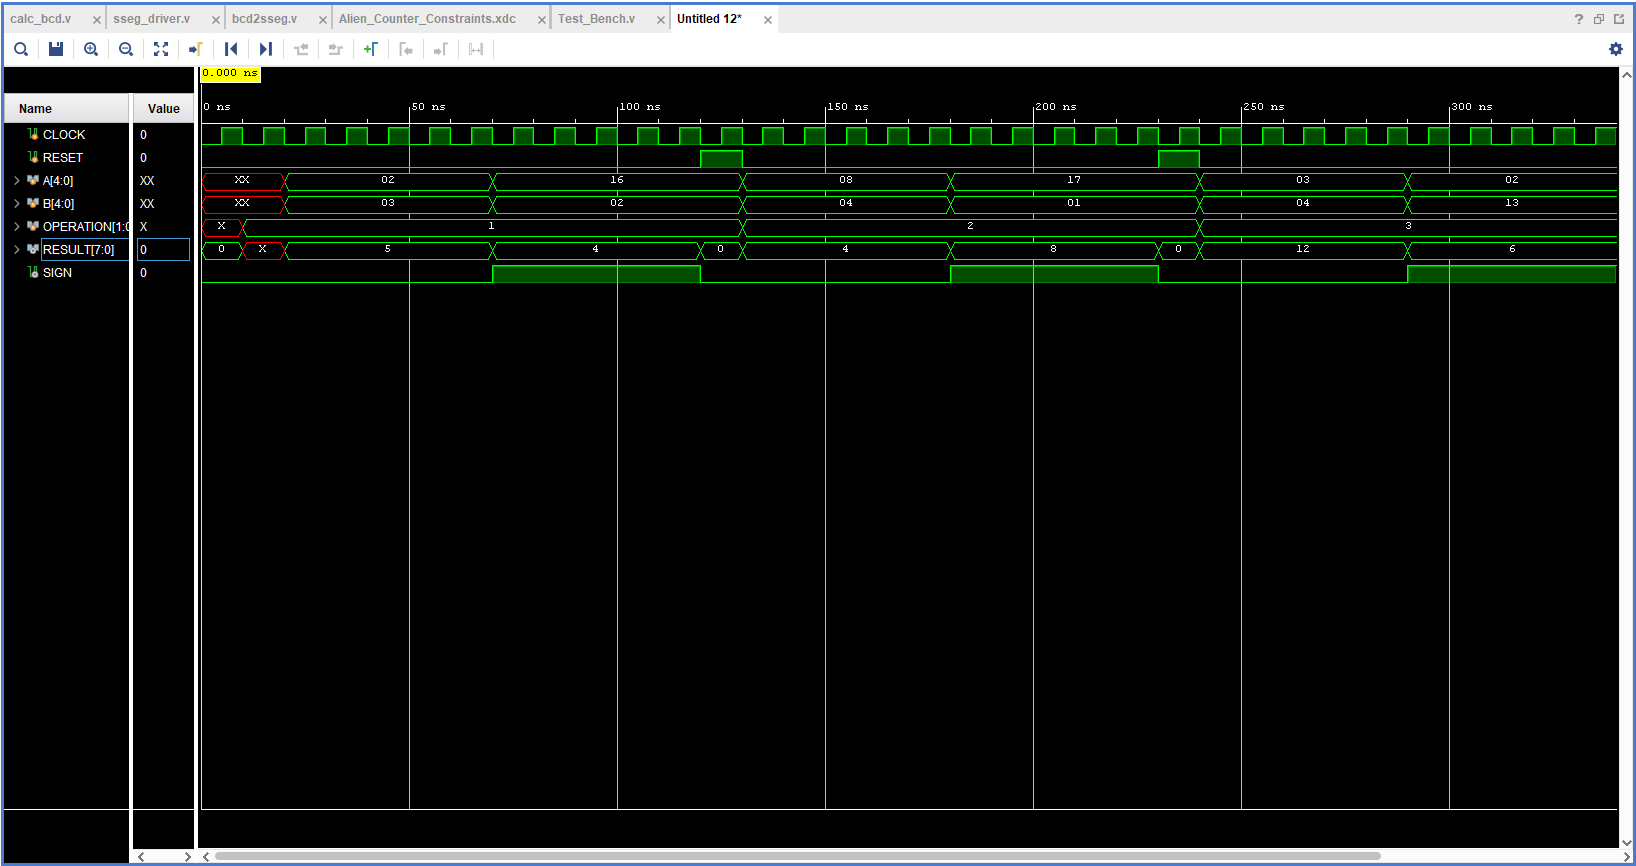 calc_bcd.v × sseg_driver.v × bcd2sseg.v × Alien_Counter_Constraints.xdc × Test_Bench.v × Untitled 12* × ?
0.000 ns
Name Value
0 ns 50 ns 100 ns 150 ns 200 ns 250 ns 300 ns
CLOCK 0
RESET 0
A[4:0] XX XX 02 16 08 17 03 02
B[4:0] XX XX 03 02 04 01 04 13
OPERATION[1:0 X X 1 2 3
RESULT[7:0] 0 0 X 5 4 0 4 8 0 12 6
SIGN 0